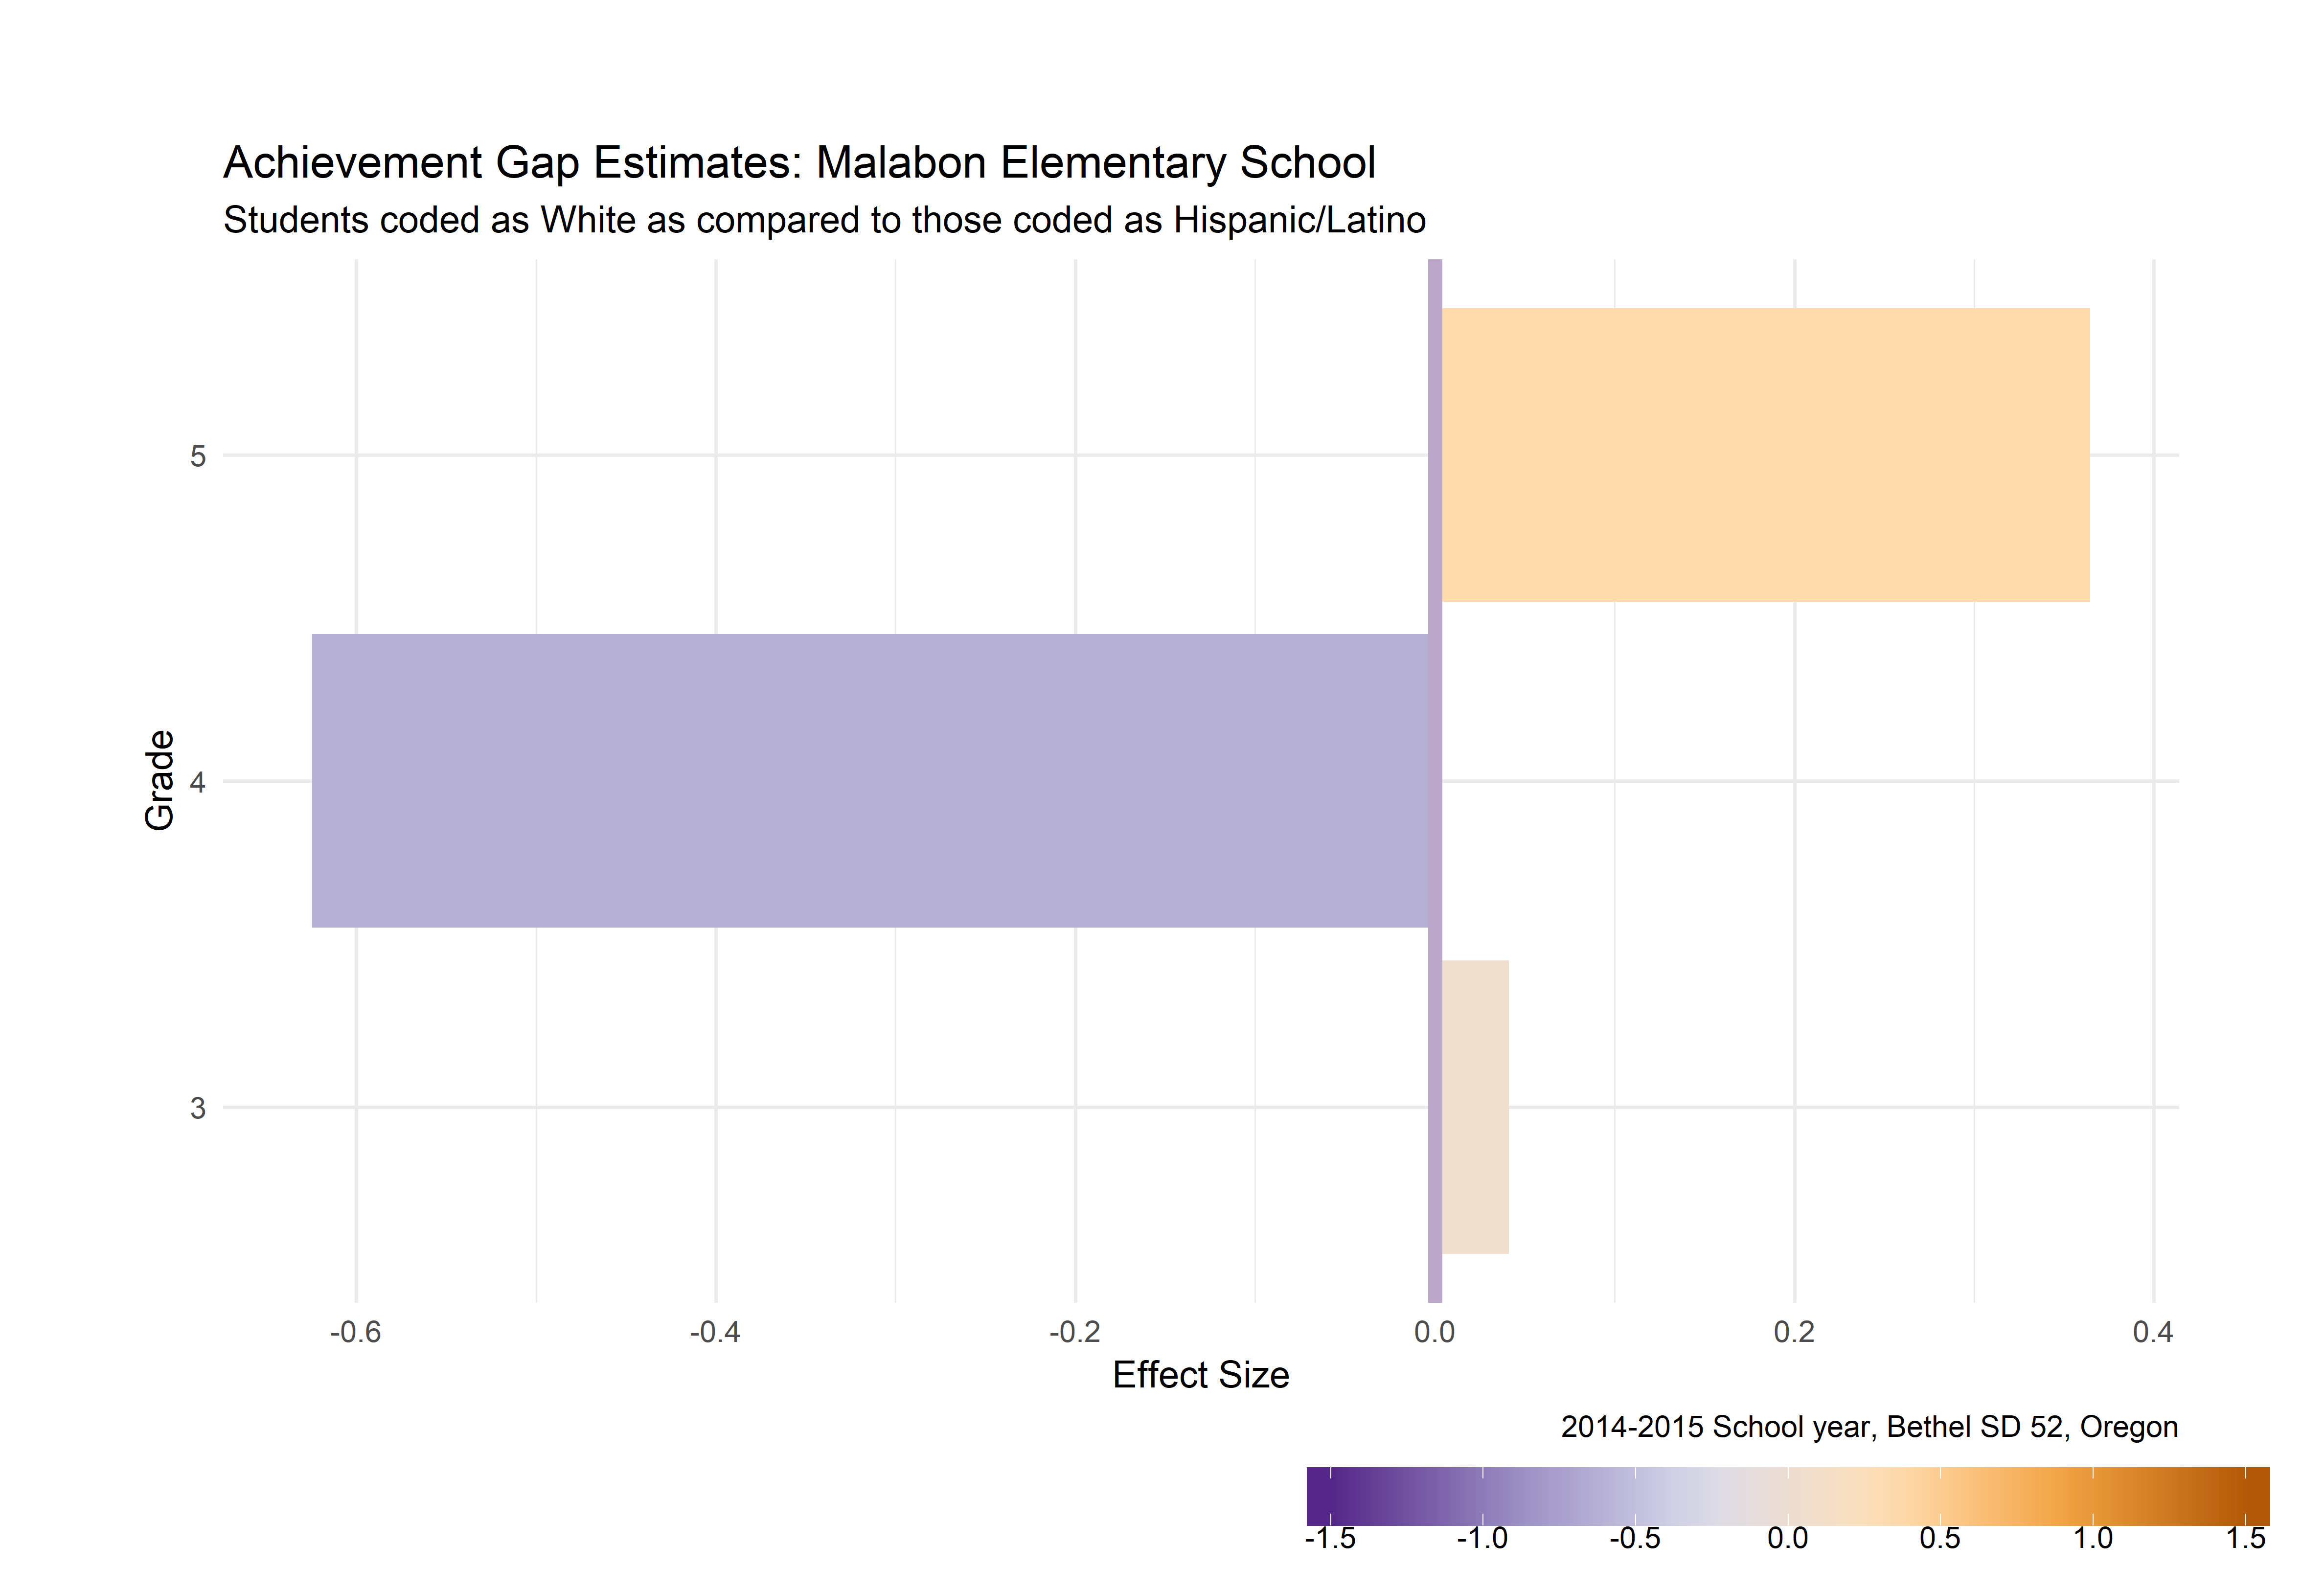 Achievement Gap Estimates: Malabon Elementary School
Students coded as White as compared to those coded as Hispanic/Latino
5
4
3
Grade
-0.6 -0.4 -0.2 0.0 0.2 0.4
Effect Size
2014-2015 School year, Bethel SD 52, Oregon
-1.5 -1.0 -0.5 0.0 0.5 1.0 1.5